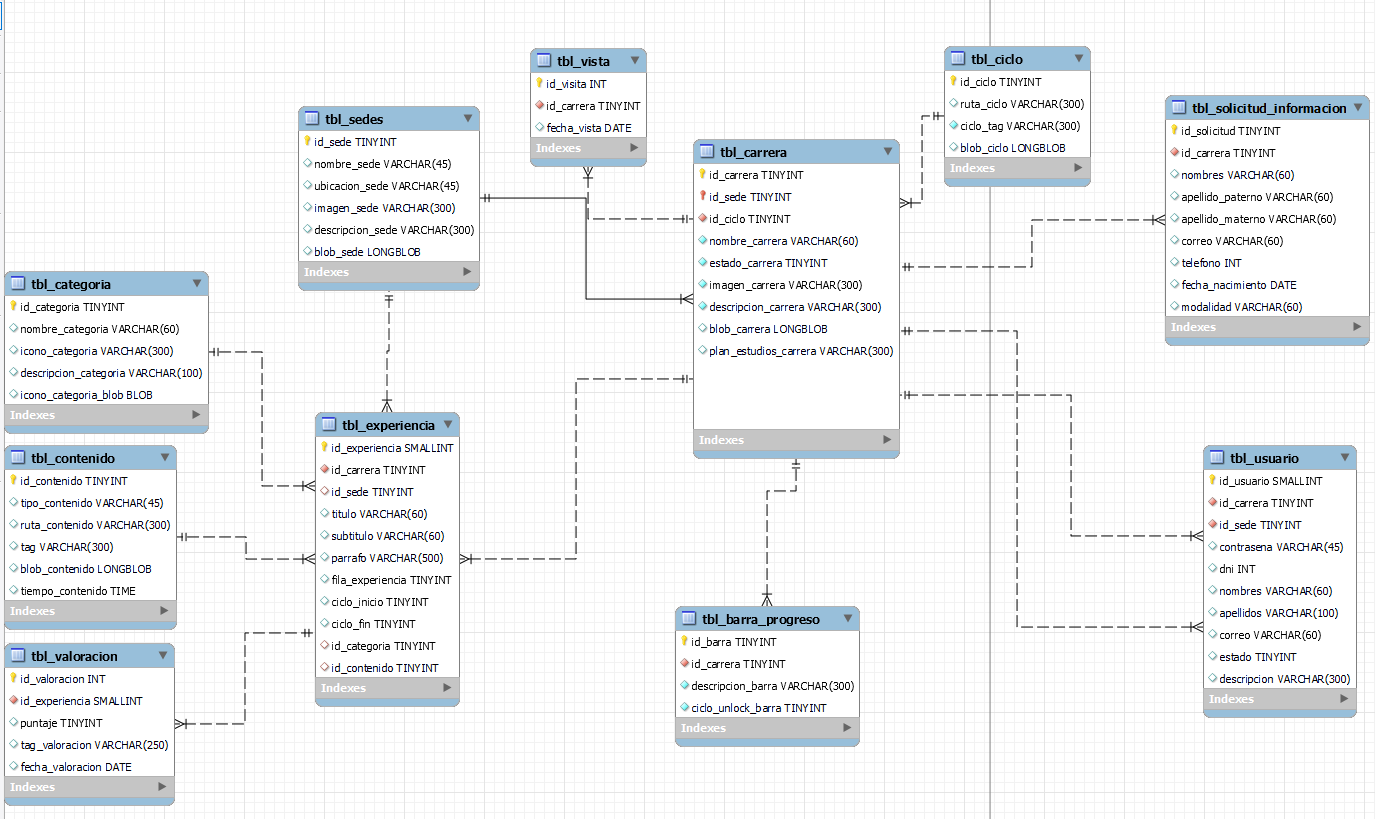 tbl_vista
id_visita INT
id_carrera TINYINT
fecha_vista DATE
Indexes
tbl_ciclo
id_ciclo TINYINT
ruta_ciclo VARCHAR(300)
ciclo_tag VARCHAR(300)
blob_ciclo LONGBLOB
Indexes
tbl_solicitud_informacion
id_solicitud TINYINT
id_carrera TINYINT
nombres VARCHAR(60)
apellido_paterno VARCHAR(60)
apellido_materno VARCHAR(60)
correo VARCHAR(60)
telefono INT
fecha_nacimiento DATE
modalidad VARCHAR(60)
Indexes
tbl_sedes
id_sede TINYINT
nombre_sede VARCHAR(45)
ubicacion_sede VARCHAR(45)
imagen_sede VARCHAR(300)
descripcion_sede VARCHAR(300)
blob_sede LONGBLOB
Indexes
tbl_carrera
id_carrera TINYINT
id_sede TINYINT
id_ciclo TINYINT
nombre_carrera VARCHAR(60)
estado_carrera TINYINT
imagen_carrera VARCHAR(300)
descripcion_carrera VARCHAR(300)
blob_carrera LONGBLOB
plan_estudios_carrera VARCHAR(300)
Indexes
tbl_categoria
id_categoria TINYINT
nombre_categoria VARCHAR(60)
icono_categoria VARCHAR(300)
descripcion_categoria VARCHAR(100)
icono_categoria_blob BLOB
Indexes
tbl_experiencia
id_experiencia SMALLINT
id_carrera TINYINT
id_sede TINYINT
titulo VARCHAR(60)
subtitulo VARCHAR(60)
parrafo VARCHAR(500)
fila_experiencia TINYINT
ciclo_inicio TINYINT
ciclo_fin TINYINT
id_categoria TINYINT
id_contenido TINYINT
Indexes
tbl_contenido
id_contenido TINYINT
tipo_contenido VARCHAR(45)
ruta_contenido VARCHAR(300)
tag VARCHAR(300)
blob_contenido LONGBLOB
tiempo_contenido TIME
Indexes
tbl_usuario
id_usuario SMALLINT
id_carrera TINYINT
id_sede TINYINT
contrasena VARCHAR(45)
dni INT
nombres VARCHAR(60)
apellidos VARCHAR(100)
correo VARCHAR(60)
estado TINYINT
descripcion VARCHAR(300)
Indexes
tbl_barra_progreso
id_barra TINYINT
id_carrera TINYINT
descripcion_barra VARCHAR(300)
ciclo_unlock_barra TINYINT
Indexes
tbl_valoracion
id_valoracion INT
id_experiencia SMALLINT
puntaje TINYINT
tag_valoracion VARCHAR(250)
fecha_valoracion DATE
Indexes